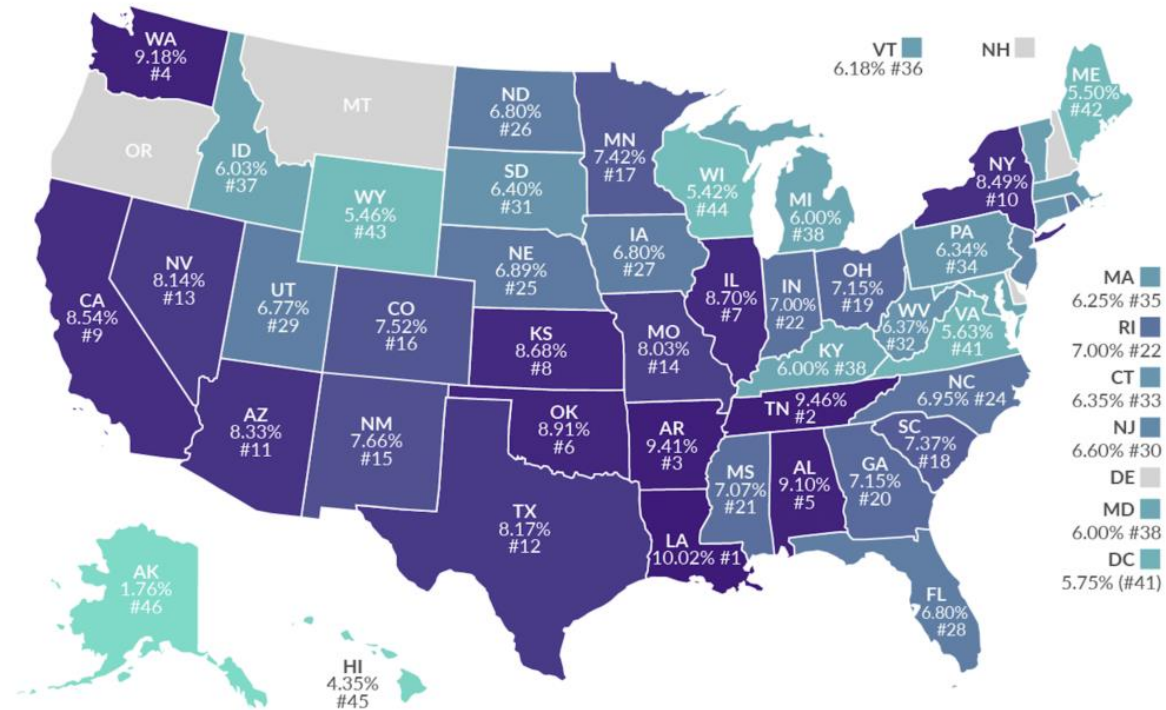 WA
9.18%
#4
VT
6.18% #36
NH
ME
5.50%
#42
MT
ND
6.80%
#26
MN
7.42%
#17
OR
ID
6.03%
#37
SD
6.40%
#31
WI
5.42%
#44
MI
6.00%
#38
NY
8.49%
#10
WY
5.46%
#43
IA
6.80%
#27
PA
6.34%
#34
NE
6.89%
#25
NV
8.14%
#13
UT
6.77%
#29
IL
8.70%
#7
IN
7.00%
#22
OH
7.15%
#19
MA
6.25% #35
CA
8.54%
#9
CO
7.52%
#16
WV
6.37%
#32
VA
5.63%
#41
RI
7.00% #22
KS
8.68%
#8
MO
8.03%
#14
KY
6.00% #38
CT
6.35% #33
AZ
8.33%
#11
NM
7.66%
#15
OK
8.91%
#6
AR
9.41%
#3
TN 9.46%
#2
NC
6.95% #24
NJ
6.60% #30
SC
7.37%
#18
MS
7.07%
#21
AL
9.10%
#5
GA
7.15%
#20
DE
TX
8.17%
#12
MD
6.00% #38
LA
10.02% #1
DC
5.75% (#41)
AK
1.76%
#46
FL
6.80%
#28
HI
4.35%
#45